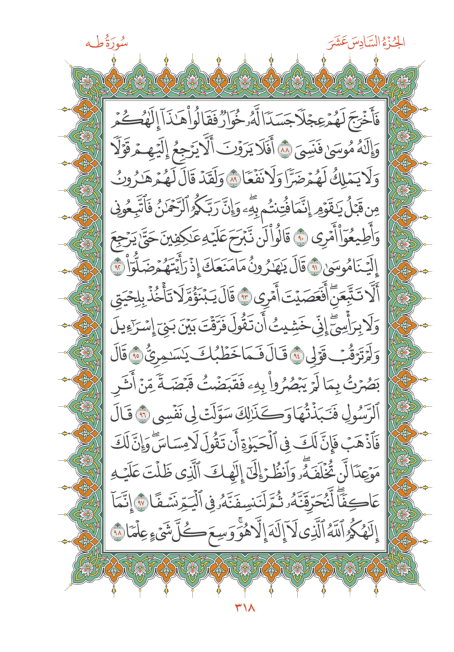 الجُزْءُ السَّادِسَ عَشَرَ
سُورَةُ طه
فَأَخْرَجَ لَهُمْ عِجْلًا جَسَدًا لَّهُۥ خُوَارٌ فَقَالُوا۟ هَٰذَآ إِلَٰهُكُمْ
وَإِلَٰهُ مُوسَىٰ فَنَسِىَ ٨٨ أَفَلَا يَرَوْنَ أَلَّا يَرْجِعُ إِلَيْهِمْ قَوْلًا
وَلَا يَمْلِكُ لَهُمْ ضَرًّا وَلَا نَفْعًا ٨٩ وَلَقَدْ قَالَ لَهُمْ هَٰرُونُ
مِن قَبْلُ يَٰقَوْمِ إِنَّمَا فُتِنتُم بِهِۦ ۖ وَإِنَّ رَبَّكُمُ ٱلرَّحْمَٰنُ فَٱتَّبِعُونِى
وَأَطِيعُوٓا۟ أَمْرِى ٩٠ قَالُوا۟ لَن نَّبْرَحَ عَلَيْهِ عَٰكِفِينَ حَتَّىٰ يَرْجِعَ
إِلَيْنَا مُوسَىٰ ٩١ قَالَ يَٰهَٰرُونُ مَا مَنَعَكَ إِذْ رَأَيْتَهُمْ ضَلُّوٓا۟ ٩٢
أَلَّا تَتَّبِعَنِ ۖ أَفَعَصَيْتَ أَمْرِى ٩٣ قَالَ يَبْنَؤُمَّ لَا تَأْخُذْ بِلِحْيَتِى
وَلَا بِرَأْسِىٓ ۖ إِنِّى خَشِيتُ أَن تَقُولَ فَرَّقْتَ بَيْنَ بَنِىٓ إِسْرَٰٓءِيلَ
وَلَمْ تَرْقُبْ قَوْلِى ٩٤ قَالَ فَمَا خَطْبُكَ يَٰسَٰمِرِىُّ ٩٥ قَالَ
بَصُرْتُ بِمَا لَمْ يَبْصُرُوا۟ بِهِۦ فَقَبَضْتُ قَبْضَةً مِّنْ أَثَرِ
ٱلرَّسُولِ فَنَبَذْتُهَا وَكَذَٰلِكَ سَوَّلَتْ لِى نَفْسِى ٩٦ قَالَ
فَٱذْهَبْ فَإِنَّ لَكَ فِى ٱلْحَيَوٰةِ أَن تَقُولَ لَا مِسَاسَ ۖ وَإِنَّ لَكَ
مَوْعِدًا لَّن تُخْلَفَهُۥ ۖ وَٱنظُرْ إِلَىٰٓ إِلَٰهِكَ ٱلَّذِى ظَلْتَ عَلَيْهِ
عَاكِفًا ۖ لَّنُحَرِّقَنَّهُۥ ثُمَّ لَنَنسِفَنَّهُۥ فِى ٱلْيَمِّ نَسْفًا ٩٧ إِنَّمَآ
إِلَٰهُكُمُ ٱللَّهُ ٱلَّذِى لَآ إِلَٰهَ إِلَّا هُوَ ۚ وَسِعَ كُلَّ شَىْءٍ عِلْمًا ٩٨
٣١٨